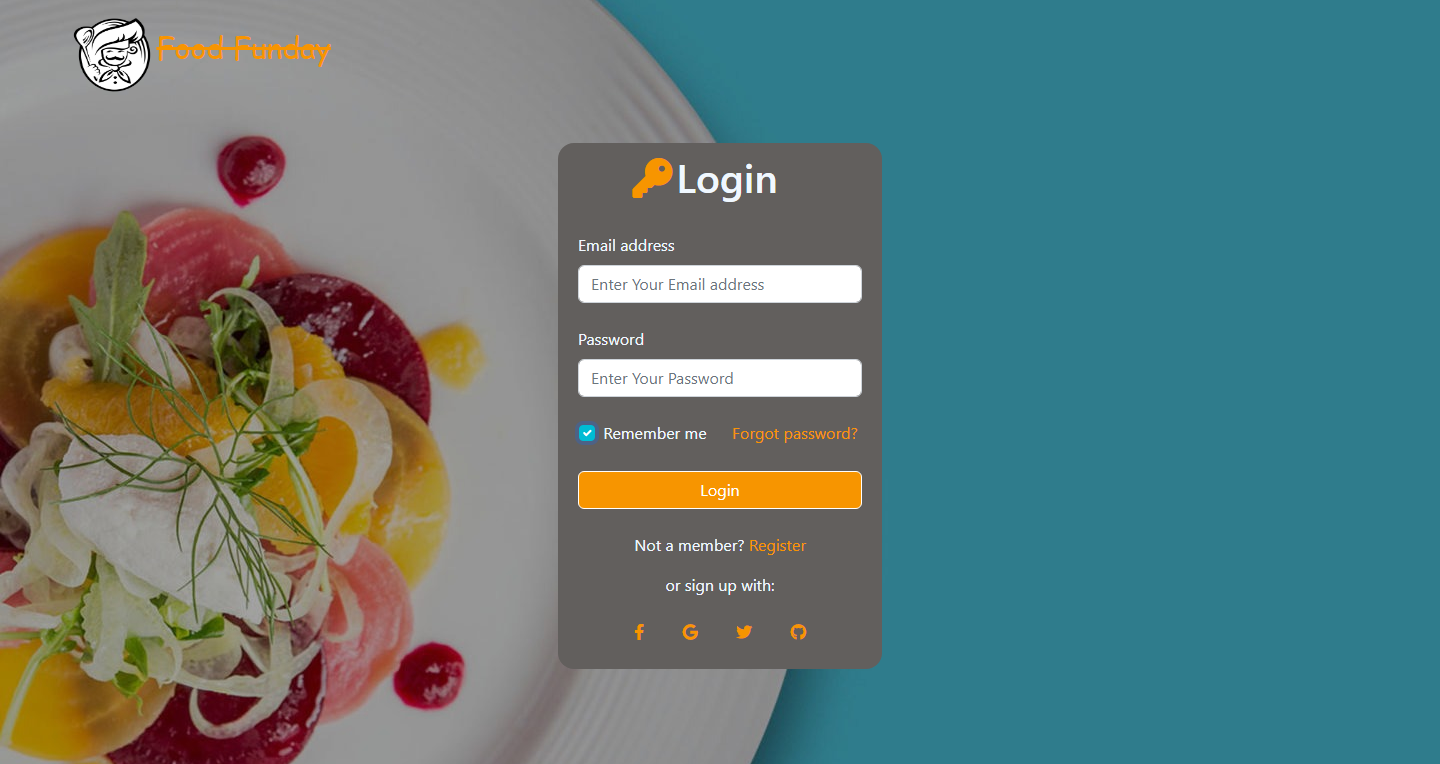 Food Funday
Login
Email address
Enter Your Email address
Password
Enter Your Password
Remember me Forgot password?
Login
Not a member? Register
or sign up with: